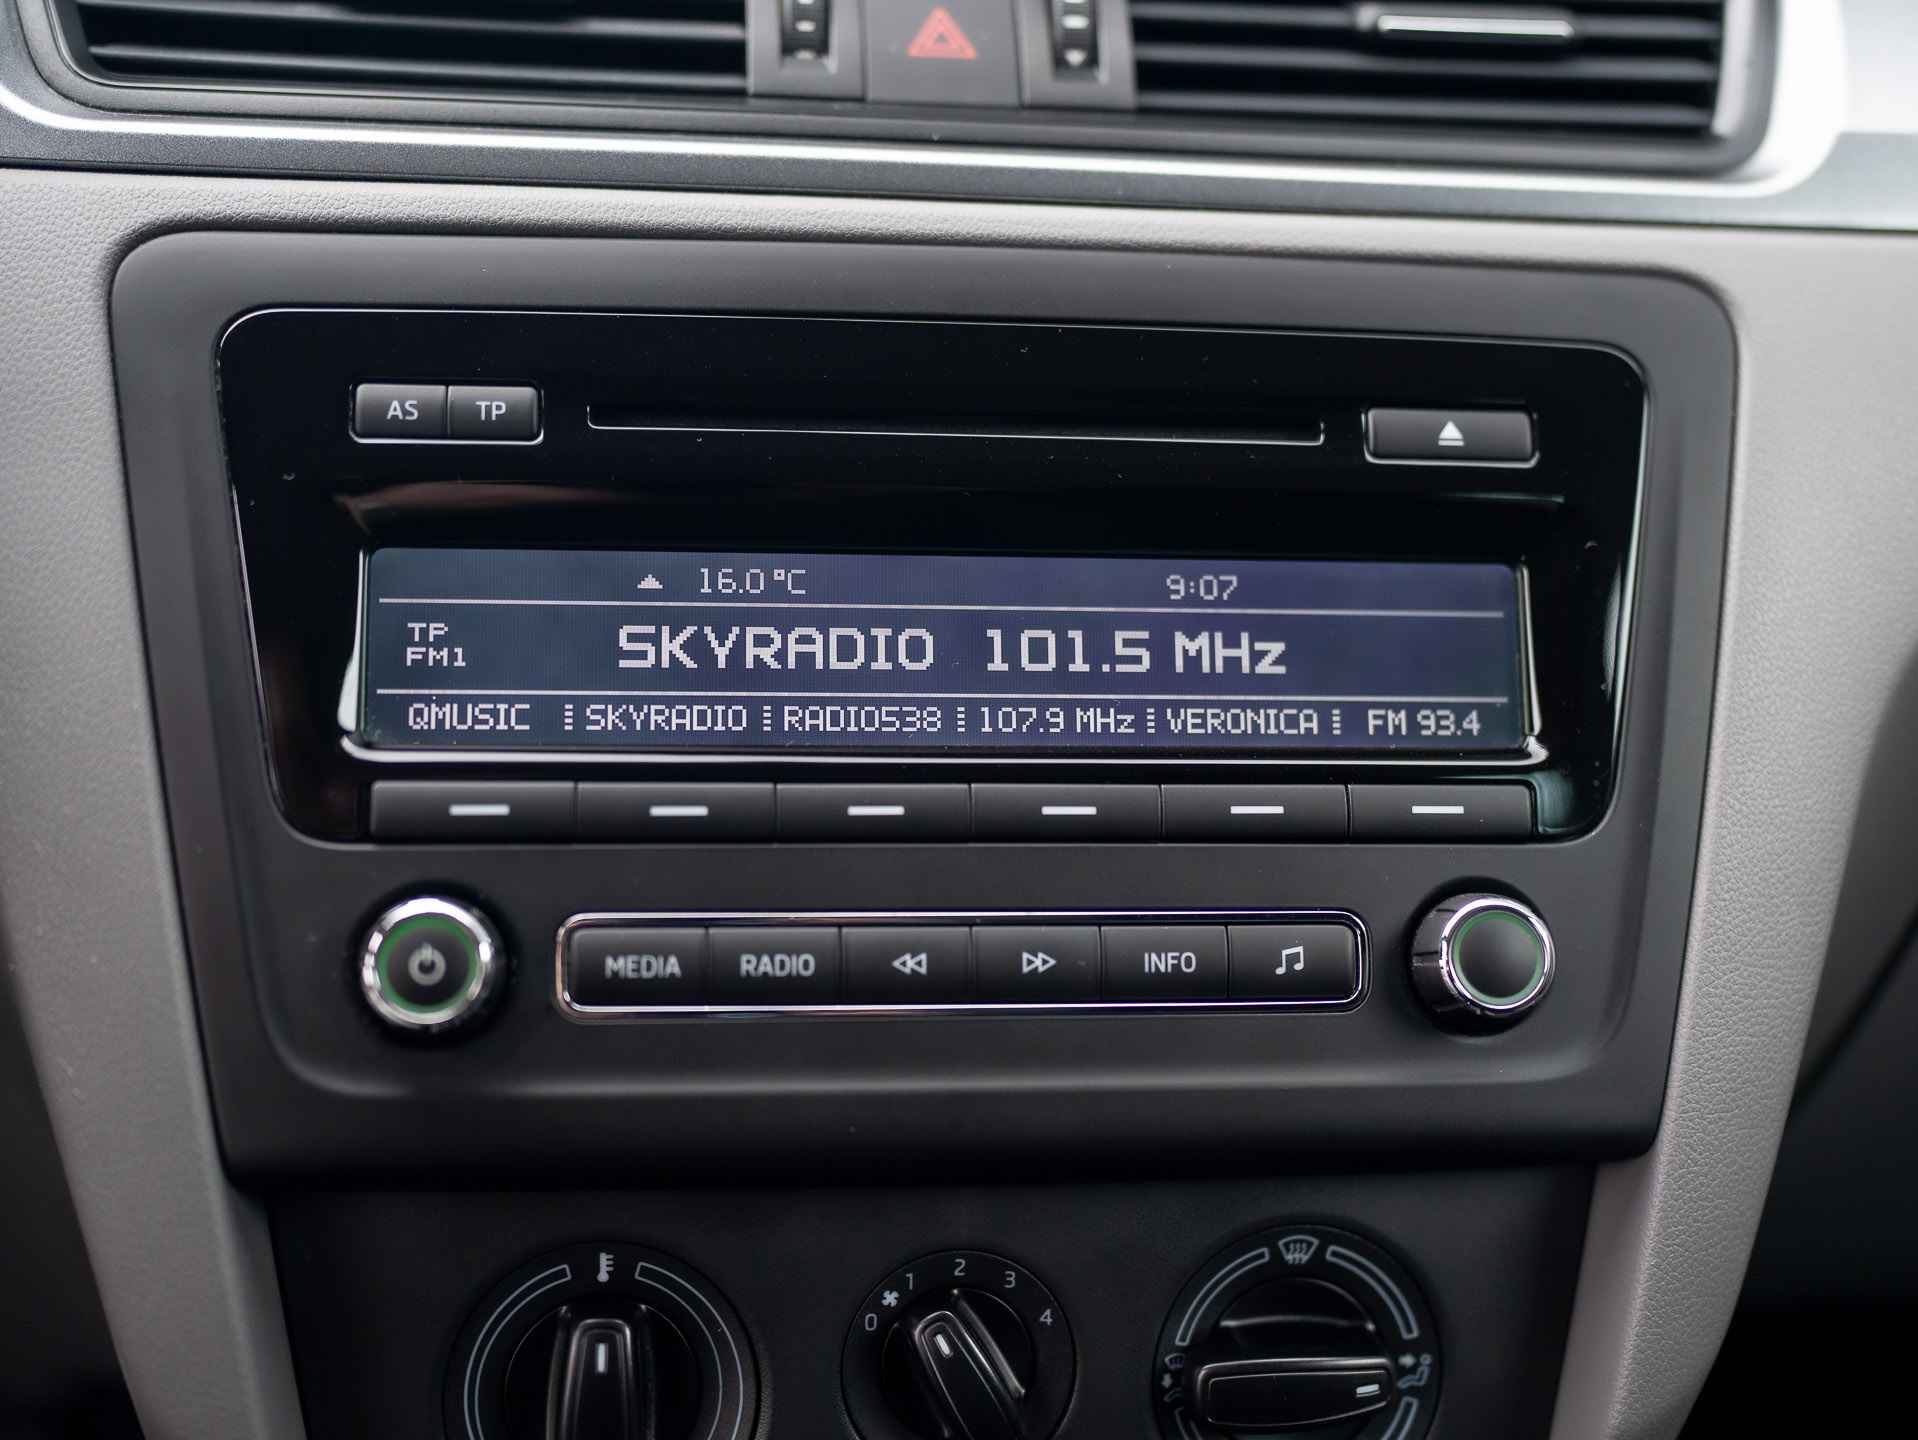 AS TP
16.0°C 9:07
TP
FM1
SKYRADIO 101.5 MHz
QMUSIC SKYRADIO RADIO538 107.9 MHz VERONICA FM 93.4
MEDIA RADIO INFO
0 1 2 3 4